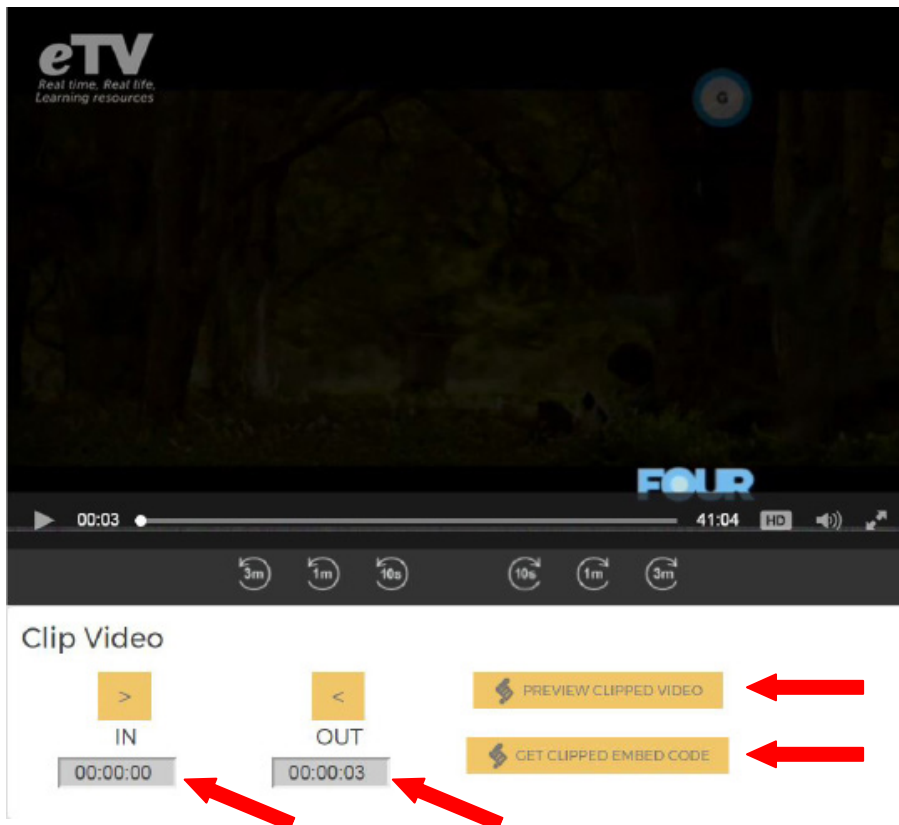 eTV
Real time, Real life,
Learning resources
G
FOUR
00:03 41:04 HD
3m 1m 10s 10s 1m 3m
Clip Video
> < PREVIEW CLIPPED VIDEO
IN OUT
GET CLIPPED EMBED CODE
00:00:00 00:00:03